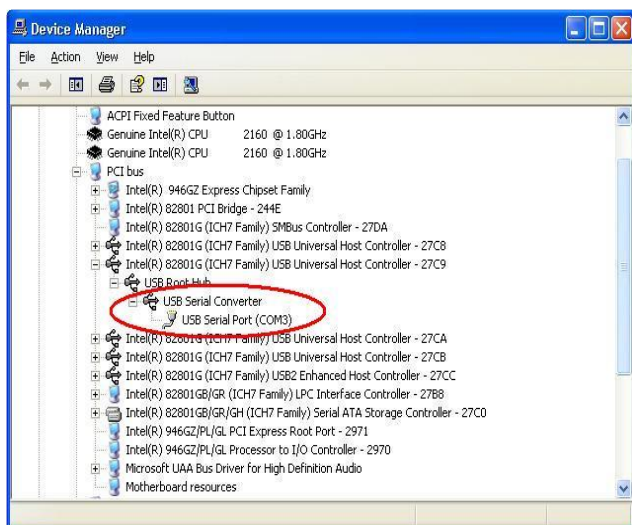 Device Manager
File Action View Help
ACPI Fixed Feature Button
Genuine Intel(R) CPU 2160 @ 1.80GHz
Genuine Intel(R) CPU 2160 @ 1.80GHz
PCI bus
Intel(R) 946GZ Express Chipset Family
Intel(R) 82801 PCI Bridge - 244E
Intel(R) 82801G (ICH7 Family) SMBus Controller - 27DA
Intel(R) 82801G (ICH7 Family) USB Universal Host Controller - 27C8
Intel(R) 82801G (ICH7 Family) USB Universal Host Controller - 27C9
USB Root Hub
USB Serial Converter
USB Serial Port (COM3)
Intel(R) 82801G (ICH7 Family) USB Universal Host Controller - 27CA
Intel(R) 82801G (ICH7 Family) USB Universal Host Controller - 27CB
Intel(R) 82801G (ICH7 Family) USB2 Enhanced Host Controller - 27CC
Intel(R) 82801GB/GR (ICH7 Family) LPC Interface Controller - 27B8
Intel(R) 82801GB/GR/GH (ICH7 Family) Serial ATA Storage Controller - 27C0
Intel(R) 946GZ/PL/GL PCI Express Root Port - 2971
Intel(R) 946GZ/PL/GL Processor to I/O Controller - 2970
Microsoft UAA Bus Driver for High Definition Audio
Motherboard resources